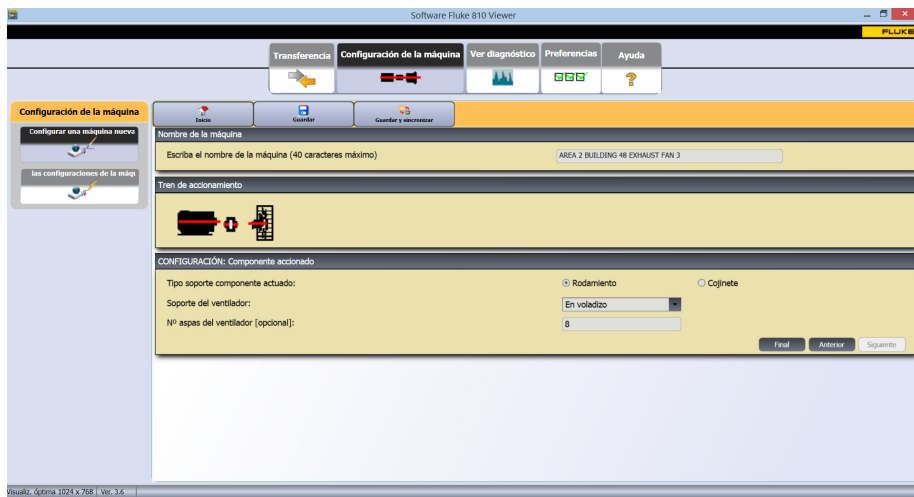 Software Fluke 810 Viewer
FLUKE
Transferencia
Configuración de la máquina
Ver diagnóstico
Preferencias
Ayuda
Configuración de la máquina
Configurar una máquina nueva
las configuraciones de la máqu
Inicio
Guardar
Guardar y sincronizar
Nombre de la máquina
Escriba el nombre de la máquina (40 caracteres máximo)
AREA 2 BUILDING 48 EXHAUST FAN 3
Tren de accionamiento
CONFIGURACIÓN: Componente accionado
Tipo soporte componente actuado:
Rodamiento
Cojinete
Soporte del ventilador:
En voladizo
Nº aspas del ventilador [opcional]:
8
Final
Anterior
Siguiente
Visualiz. óptima 1024 x 768 Ver. 3.6